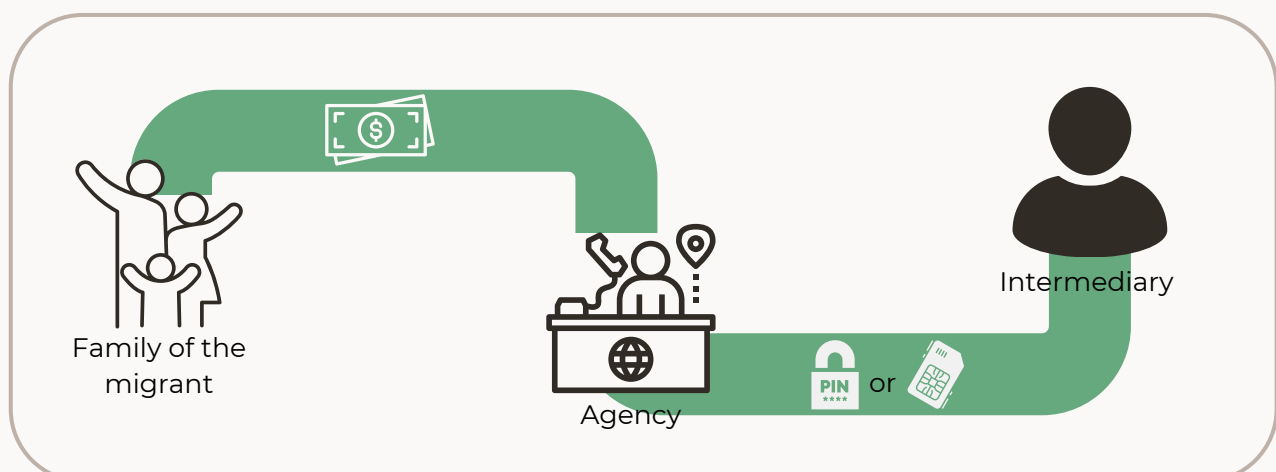 $
Family of the
migrant
Agency
PIN
****
or
Intermediary